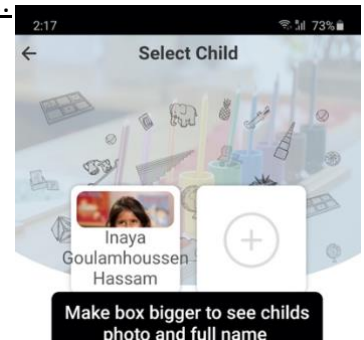 .
2:17 73%
Select Child
Inaya
Goulamhoussen
Hassam
Make box bigger to see childs
photo and full name